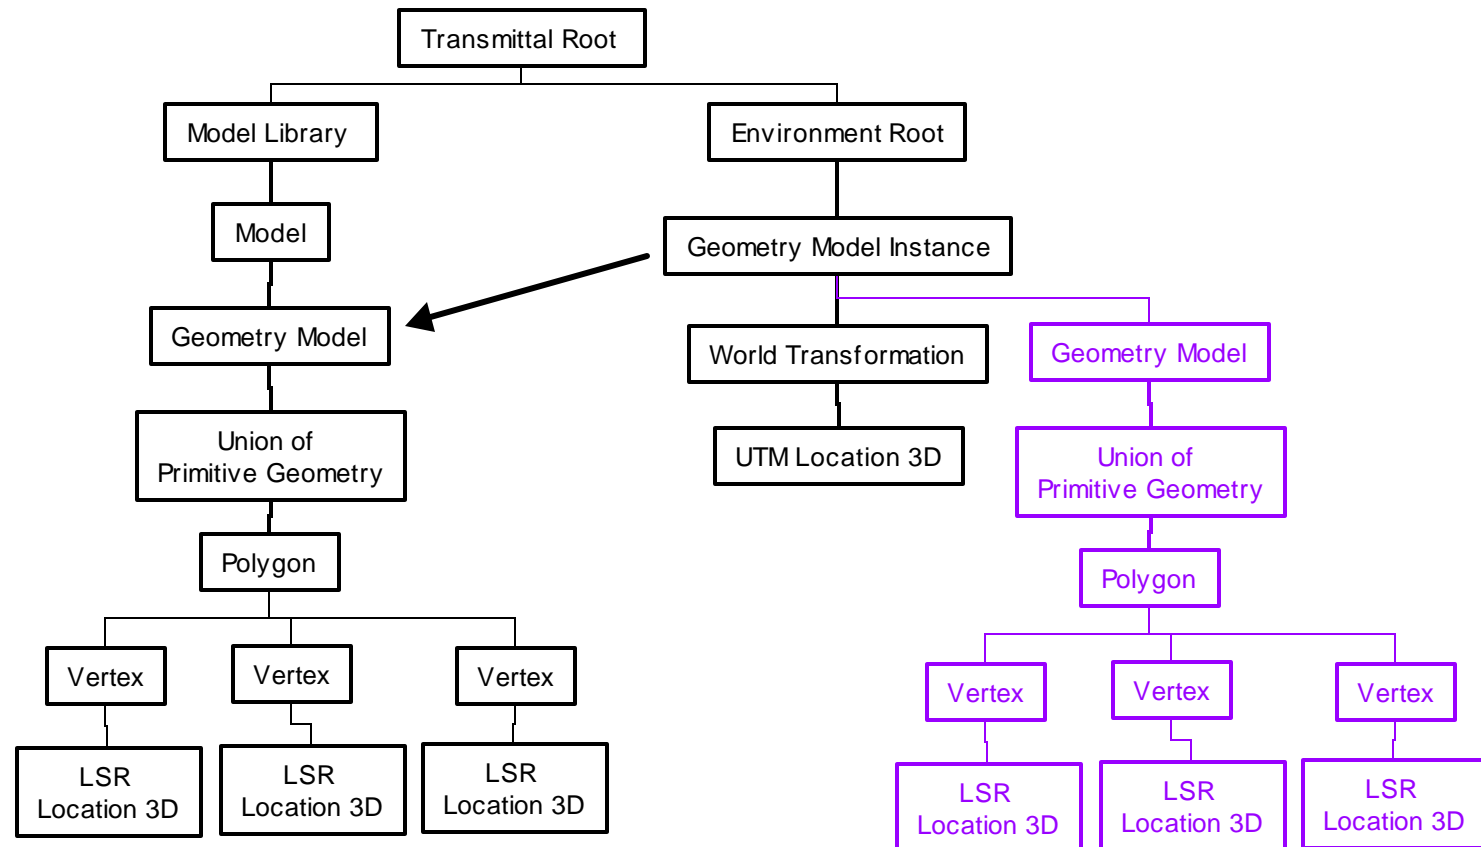 Transmittal Root
Model Library
Environment Root
Model
Geometry Model Instance
Geometry Model
World Transformation
Geometry Model
Union of
Primitive Geometry
UTM Location 3D
Union of
Primitive Geometry
Polygon
Polygon
Vertex
Vertex
Vertex
Vertex
Vertex
Vertex
LSR
Location 3D
LSR
Location 3D
LSR
Location 3D
LSR
Location 3D
LSR
Location 3D
LSR
Location 3D